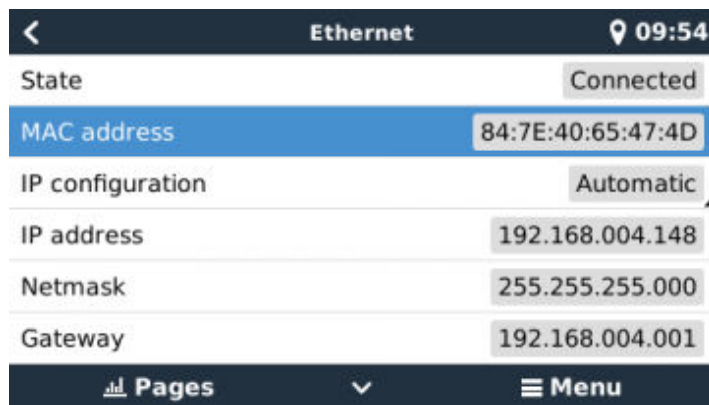 Ethernet 09:54
State Connected
MAC address 84:7E:40:65:47:4D
IP configuration Automatic
IP address 192.168.004.148
Netmask 255.255.255.000
Gateway 192.168.004.001
Pages Menu